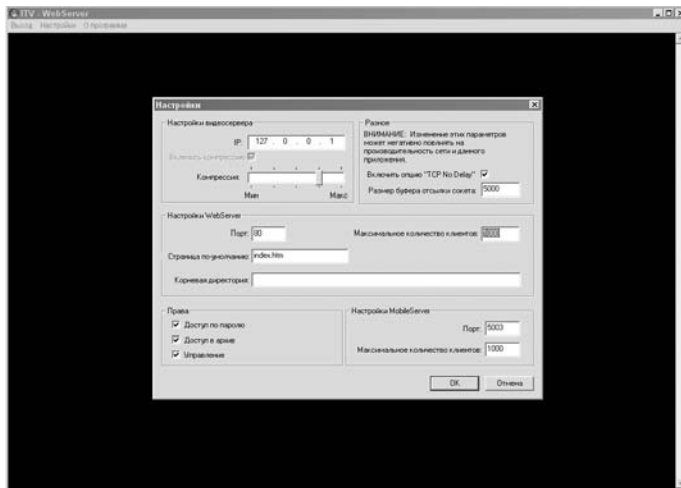 ITV - WebServer
Выход Настройки О программе
Настройки
Настройки видеосервера
IP: 127 . 0 . 0 . 1
Включить компрессию
Компрессия:
Мин Макс
Разное
ВНИМАНИЕ: Изменение этих параметров
может негативно повлиять на
производительность сети и данного
приложения.
Включить опцию "TCP No Delay"
Размер буфера отсылки сокета: 5000
Настройки WebServer
Порт: 80
Максимальное количество клиентов:
Страница по-умолчанию: index.htm
Корневая директория:
Права
Доступ по паролю
Доступ в архив
Управление
Настройки MobileServer
Порт: 5003
Максимальное количество клиентов: 1000
OK Отмена